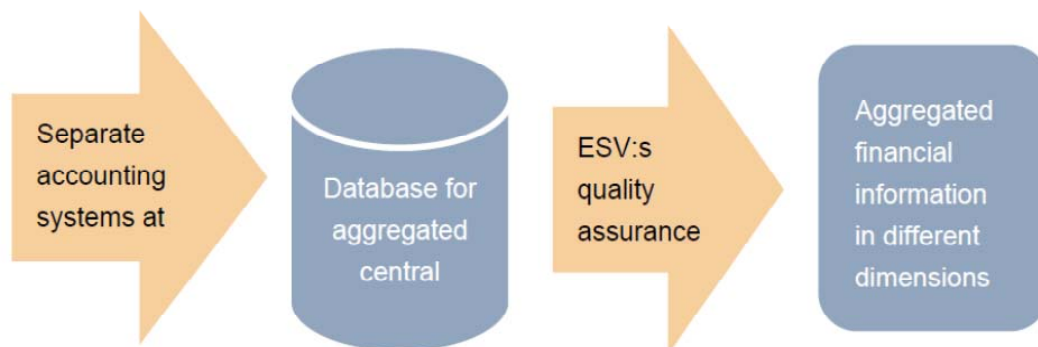 Separate
accounting
systems at
Database for
aggregated
central
ESV:s
quality
assurance
Aggregated
financial
information
in different
dimensions